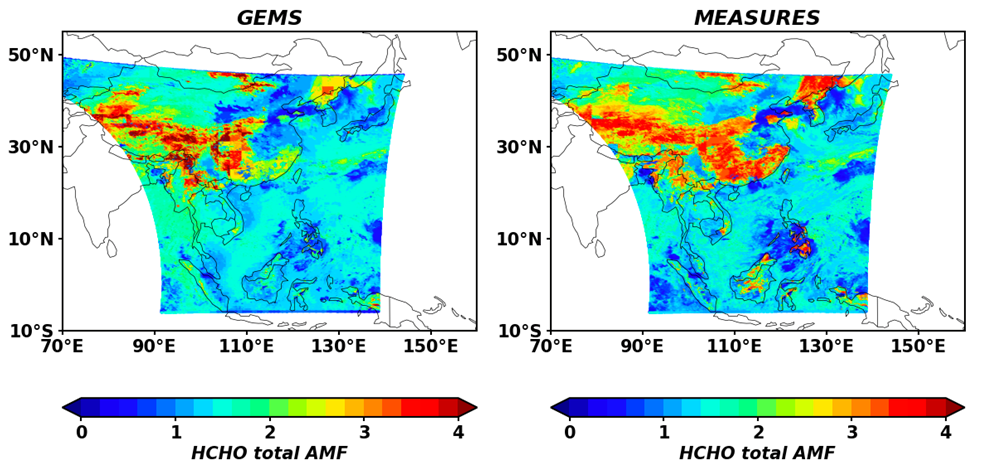 GEMS
MEASURES
50°N
30°N
10°N
10°S
70°E 90°E 110°E 130°E 150°E
50°N
30°N
10°N
10°S
70°E 90°E 110°E 130°E 150°E
0 1 2 3 4
HCHO total AMF
0 1 2 3 4
HCHO total AMF